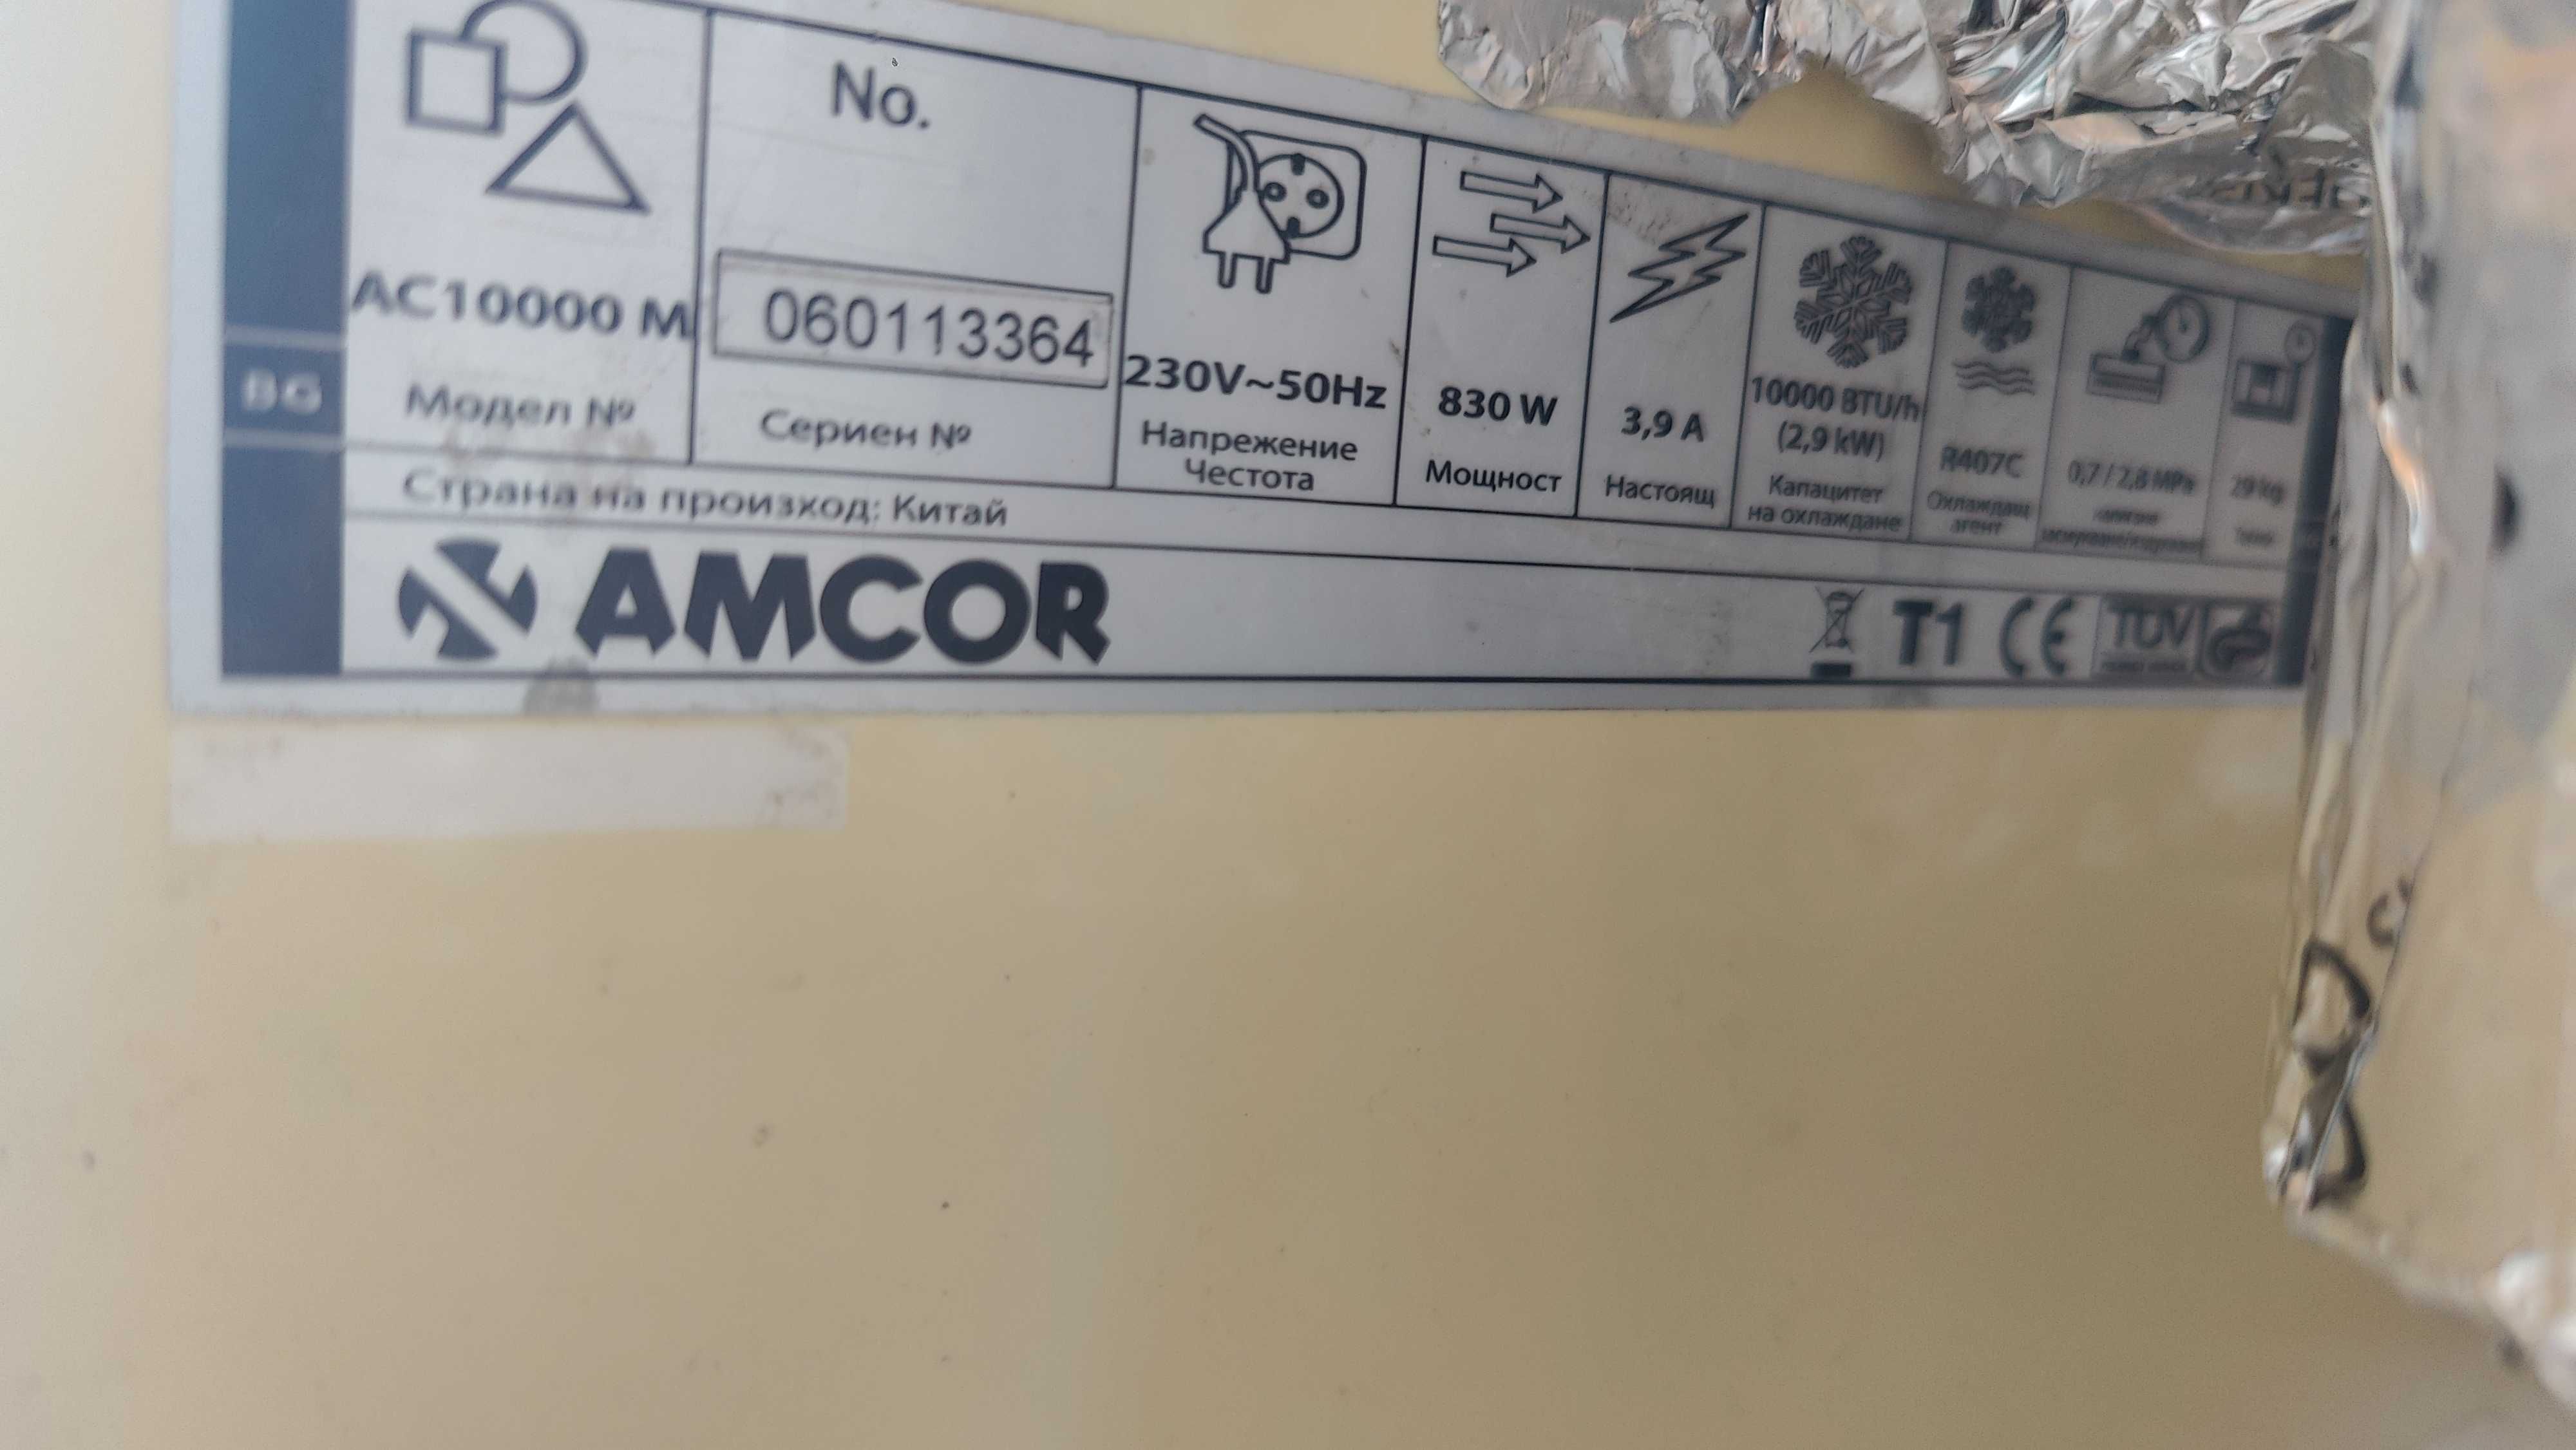 No.
AC10000 M
060113364
230V~50Hz
830 W
3,9 A
10000 BTU/h
(2,9 kW)
R407C
0,7 / 2,8 MPa
29 kg
BG
Модел №
Сериен №
Напрежение
Честота
Мощност
Настоящ
Капацитет
на охлаждане
Охлаждащ
агент
Страна на произход: Китай
AMCOR
T1
CE
TÜV